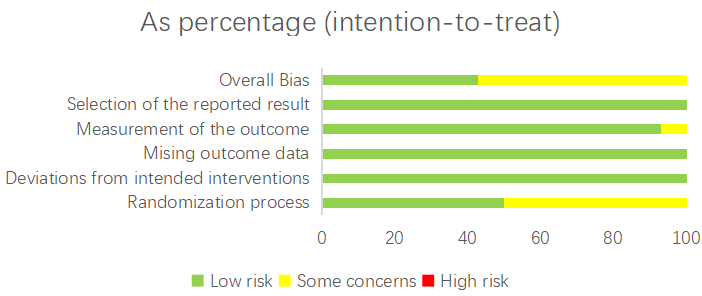 As percentage (intention-to-treat)
Overall Bias
Selection of the reported result
Measurement of the outcome
Mising outcome data
Deviations from intended interventions
Randomization process
0 20 40 60 80 100
Low risk Some concerns High risk